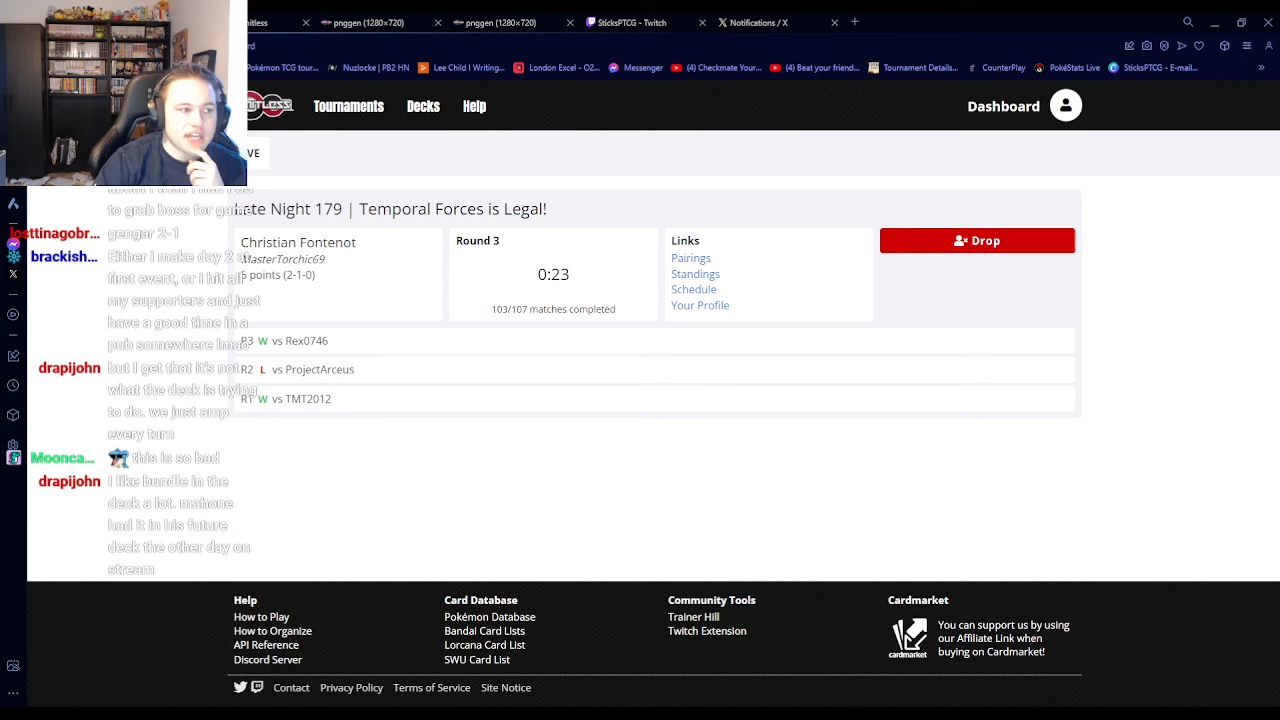 pnggen (1280×720)
pnggen (1280×720)
SticksPTCG - Twitch
Notifications / X
Pokémon TCG tour...
Nuzlocke | PB2 HN
Lee Child | Writing...
London Excel - O2...
Messenger
(4) Checkmate Your...
(4) Beat your friend...
Tournament Details...
CounterPlay
PokéStats Live
SticksPTCG - E-mail...
Tournaments
Decks
Help
Dashboard
VE
to grab boss for game
Late Night 179 | Temporal Forces is Legal!
losttinagobr...
gengar 2-1
brackish...
Either I make day 2 at
first event, or i hit all
my supporters and just
have a good time in a
pub somewhere lmao
Christian Fontenot
MasterTorchic69
6 points (2-1-0)
Round 3
0:23
103/107 matches completed
Links
Pairings
Standings
Schedule
Your Profile
Drop
R3 W vs Rex0746
R2 L vs ProjectArceus
R1 W vs TMT2012
drapijohn
but I get that it's not
what the deck is trying
to do. we just amp
every turn
Moonca...
this is so bad
drapijohn
I like bundle in the
deck a lot. mahone
had it in his future
deck the other day on
stream
Help
How to Play
How to Organize
API Reference
Discord Server
Card Database
Pokémon Database
Bandai Card Lists
Lorcana Card List
SWU Card List
Community Tools
Trainer Hill
Twitch Extension
Cardmarket
cardmarket
You can support us by using
our Affiliate Link when
buying on Cardmarket!
Contact
Privacy Policy
Terms of Service
Site Notice